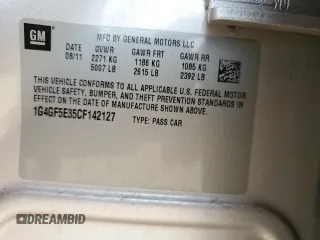 GM
MFD BY GENERAL MOTORS LLC
DATE GVWR GAWR FRT GAWR RR
08/11 2271 KG 1186 KG 1085 KG
5007 LB 2615 LB 2392 LB
THIS VEHICLE CONFORMS TO ALL APPLICABLE U.S. FEDERAL MOTOR
VEHICLE SAFETY, BUMPER, AND THEFT PREVENTION STANDARDS IN
EFFECT ON THE DATE OF MANUFACTURE SHOWN ABOVE.
1G4GF5E35CF142127 TYPE: PASS CAR
DREAMBID